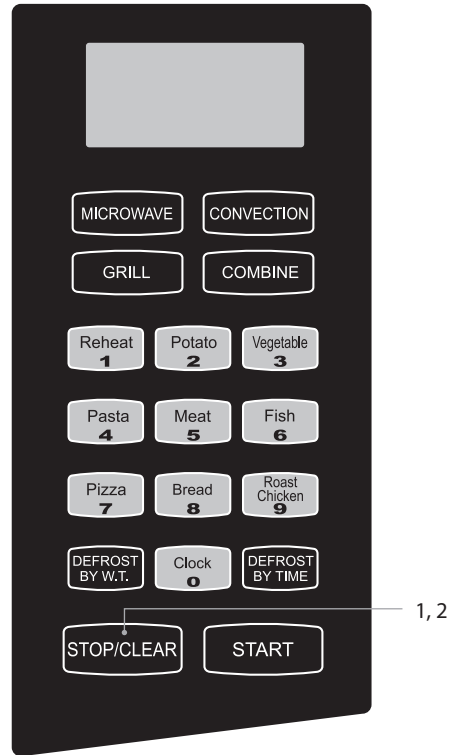 MICROWAVE CONVECTION
GRILL COMBINE
Reheat Potato Vegetable
1 2 3
Pasta Meat Fish
4 5 6
Pizza Bread Roast
Chicken
7 8 9
DEFROST
BY W.T. Clock
0 DEFROST
BY TIME
1, 2
STOP/CLEAR START